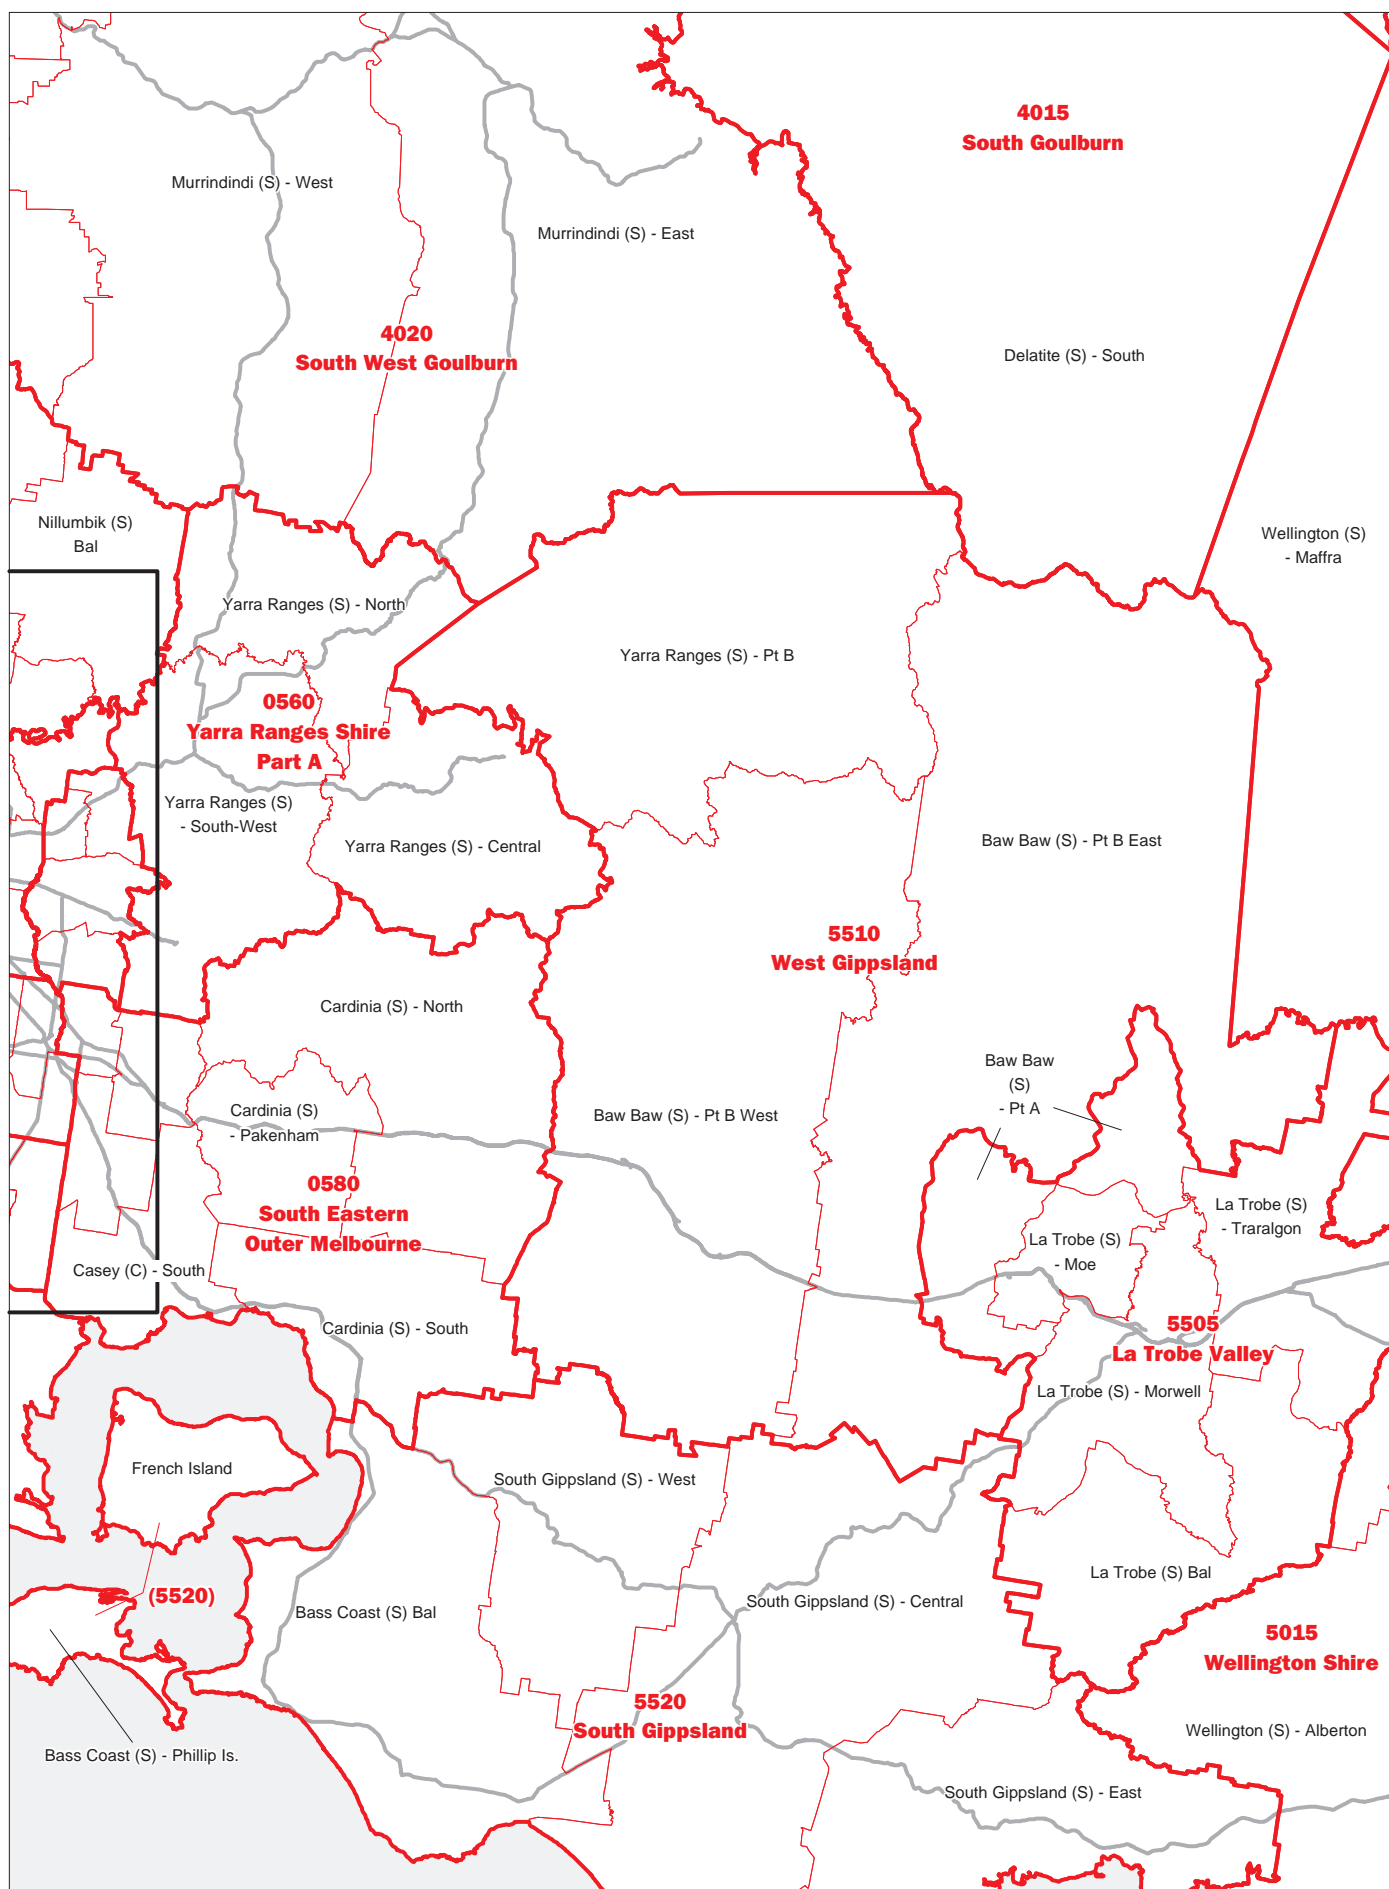 4015
South Goulburn
Murrindindi (S) - West
Murrindindi (S) - East
4020
South West Goulburn
Delatite (S) - South
Nillumbik (S)
Bal
Wellington (S)
- Maffra
Yarra Ranges (S) - North
Yarra Ranges (S) - Pt B
0560
Yarra Ranges Shire
Part A
Yarra Ranges (S)
- South-West
Yarra Ranges (S) - Central
Baw Baw (S) - Pt B East
5510
West Gippsland
Cardinia (S) - North
Baw Baw
(S)
- Pt A
Cardinia (S)
- Pakenham
Baw Baw (S) - Pt B West
0580
South Eastern
Outer Melbourne
La Trobe (S)
- Traralgon
La Trobe (S)
- Moe
Casey (C) - South
Cardinia (S) - South
5505
La Trobe Valley
La Trobe (S) - Morwell
French Island
South Gippsland (S) - West
La Trobe (S) Bal
(5520)
Bass Coast (S) Bal
South Gippsland (S) - Central
5015
Wellington Shire
5520
South Gippsland
Wellington (S) - Alberton
Bass Coast (S) - Phillip Is.
South Gippsland (S) - East